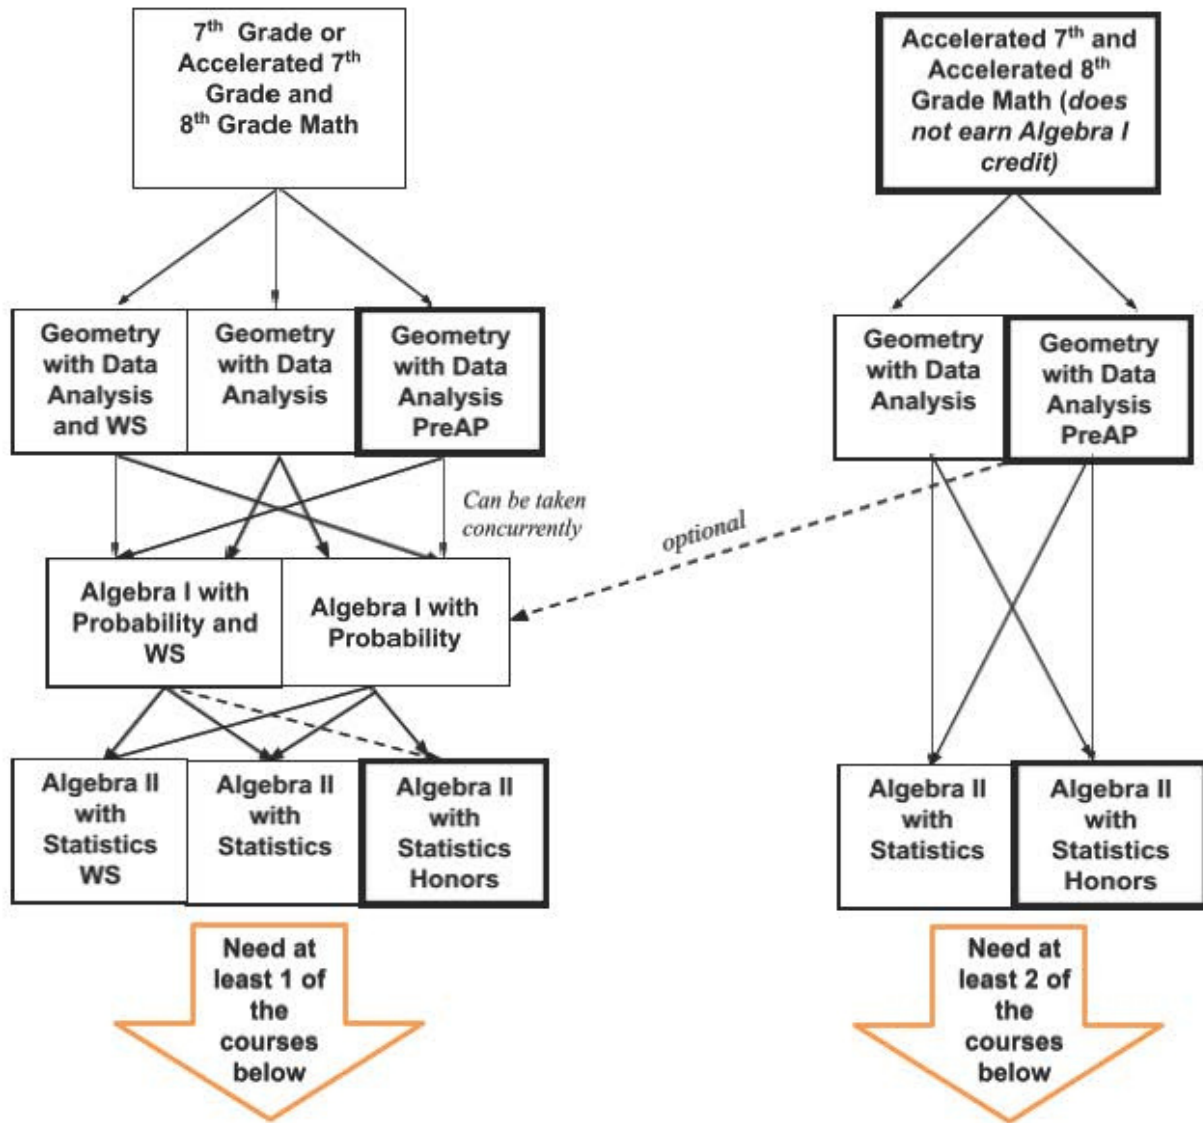 7th Grade or
Accelerated 7th
Grade and
8th Grade Math
Accelerated 7th and
Accelerated 8th
Grade Math (does
not earn Algebra I
credit)
Geometry
with Data
Analysis
and WS
Geometry
with Data
Analysis
Geometry
with Data
Analysis
PreAP
Geometry
with Data
Analysis
Geometry
with Data
Analysis
PreAP
Can be taken
concurrently
optional
Algebra I with
Probability and
WS
Algebra I with
Probability
Algebra II
with
Statistics
WS
Algebra II
with
Statistics
Algebra II
with
Statistics
Honors
Algebra II
with
Statistics
Algebra II
with
Statistics
Honors
Need at
least 1 of
the
courses
below
Need at
least 2 of
the
courses
below